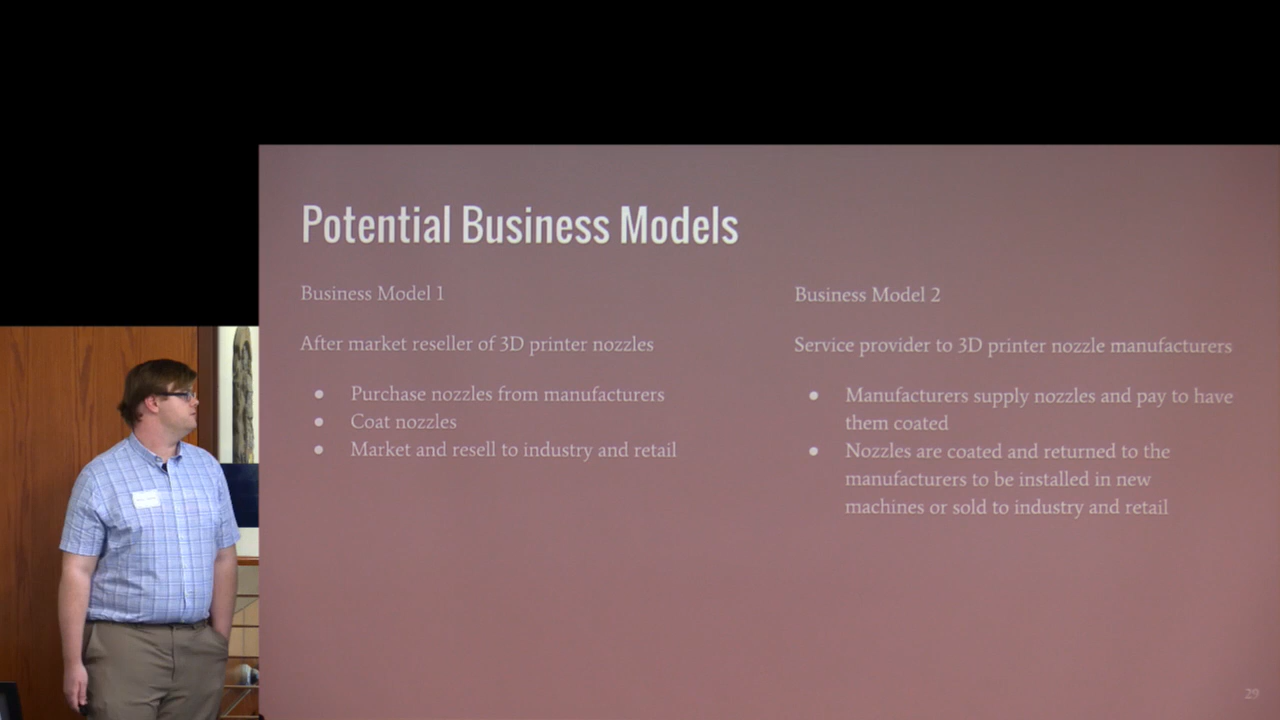 Potential Business Models
Business Model 1
After market reseller of 3D printer nozzles
● Purchase nozzles from manufacturers
● Coat nozzles
● Market and resell to industry and retail
Business Model 2
Service provider to 3D printer nozzle manufacturers
● Manufacturers supply nozzles and pay to have
them coated
● Nozzles are coated and returned to the
manufacturers to be installed in new
machines or sold to industry and retail
29